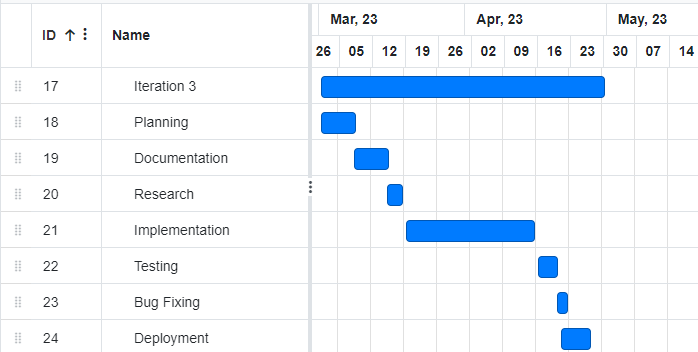 Mar, 23 Apr, 23 May, 23
ID Name
26 05 12 19 26 02 09 16 23 30 07 14
17 Iteration 3
18 Planning
19 Documentation
20 Research
21 Implementation
22 Testing
23 Bug Fixing
24 Deployment